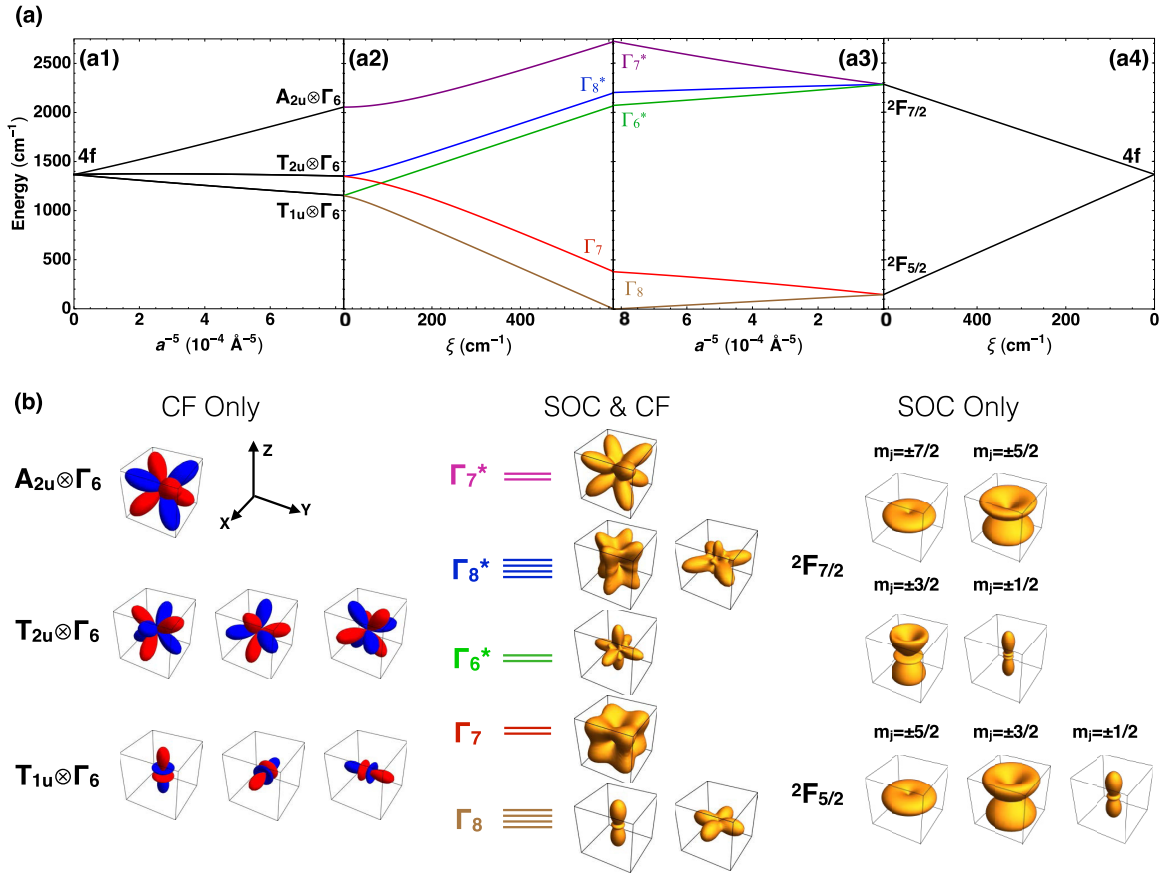 (a)
(a1) (a2) (a3) (a4)
Energy (cm⁻¹)
2500
2000
1500
1000
500
0
4f
A₂ᵤ⊗Γ₆
T₂ᵤ⊗Γ₆
T₁ᵤ⊗Γ₆
Γ₈*
Γ₇
Γ₇*
Γ₆*
Γ₈
²F₇/₂
²F₅/₂
4f
0 2 4 6 0 200 400 8 6 4 2 0 400 200 0
a⁻⁵ (10⁻⁴ Å⁻⁵) ξ (cm⁻¹) a⁻⁵ (10⁻⁴ Å⁻⁵) ξ (cm⁻¹)
(b)
CF Only SOC & CF SOC Only
A₂ᵤ⊗Γ₆
Z
X
Y
T₂ᵤ⊗Γ₆
T₁ᵤ⊗Γ₆
Γ₇*
Γ₈*
Γ₆*
Γ₇
Γ₈
mⱼ=±7/2 mⱼ=±5/2
²F₇/₂
mⱼ=±3/2 mⱼ=±1/2
mⱼ=±5/2 mⱼ=±3/2 mⱼ=±1/2
²F₅/₂